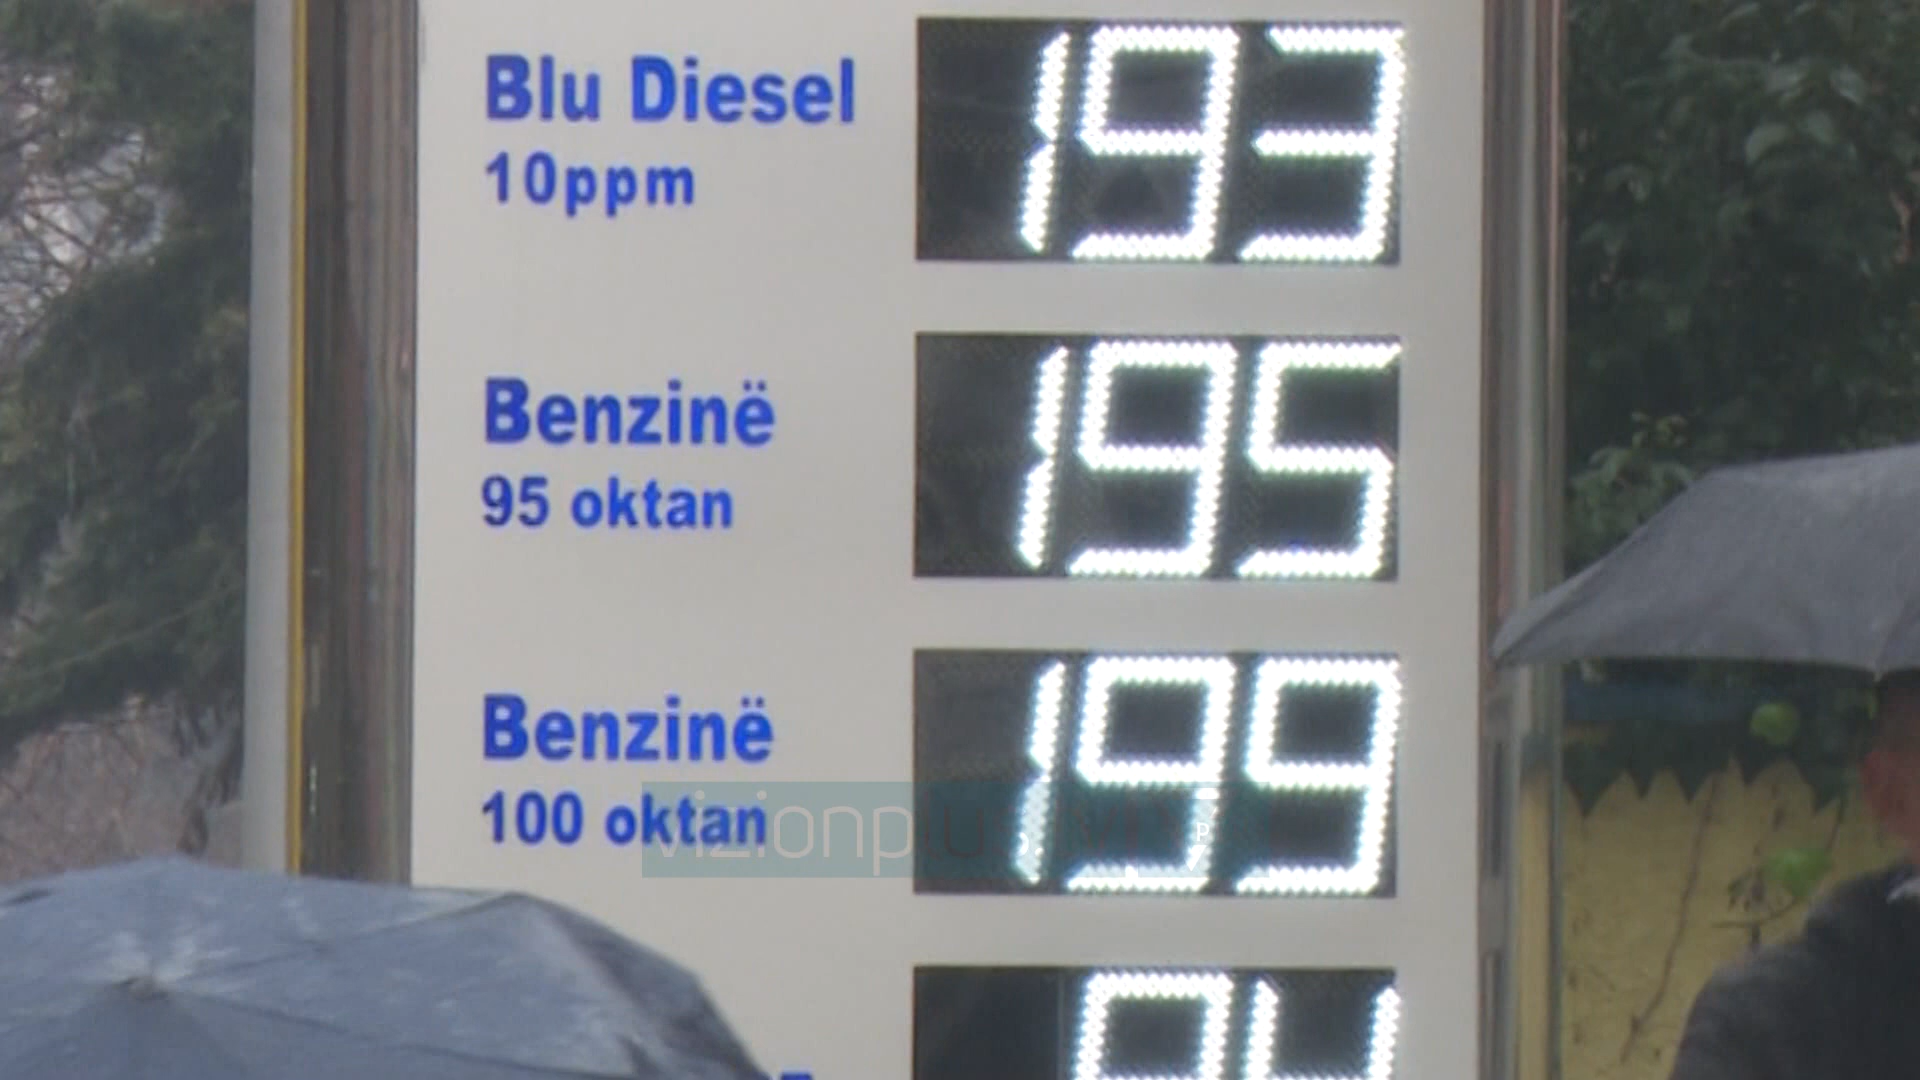 Blu Diesel
10ppm
193
Benzinë
95 oktan
195
Benzinë
100 oktan
199
vizionplus.